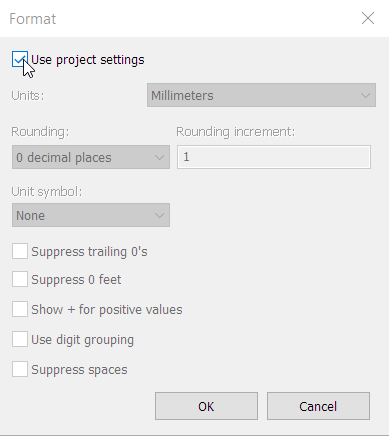 Format
Use project settings
Units:
Millimeters
Rounding:
Rounding increment:
0 decimal places
1
Unit symbol:
None
Suppress trailing 0's
Suppress 0 feet
Show + for positive values
Use digit grouping
Suppress spaces
OK
Cancel